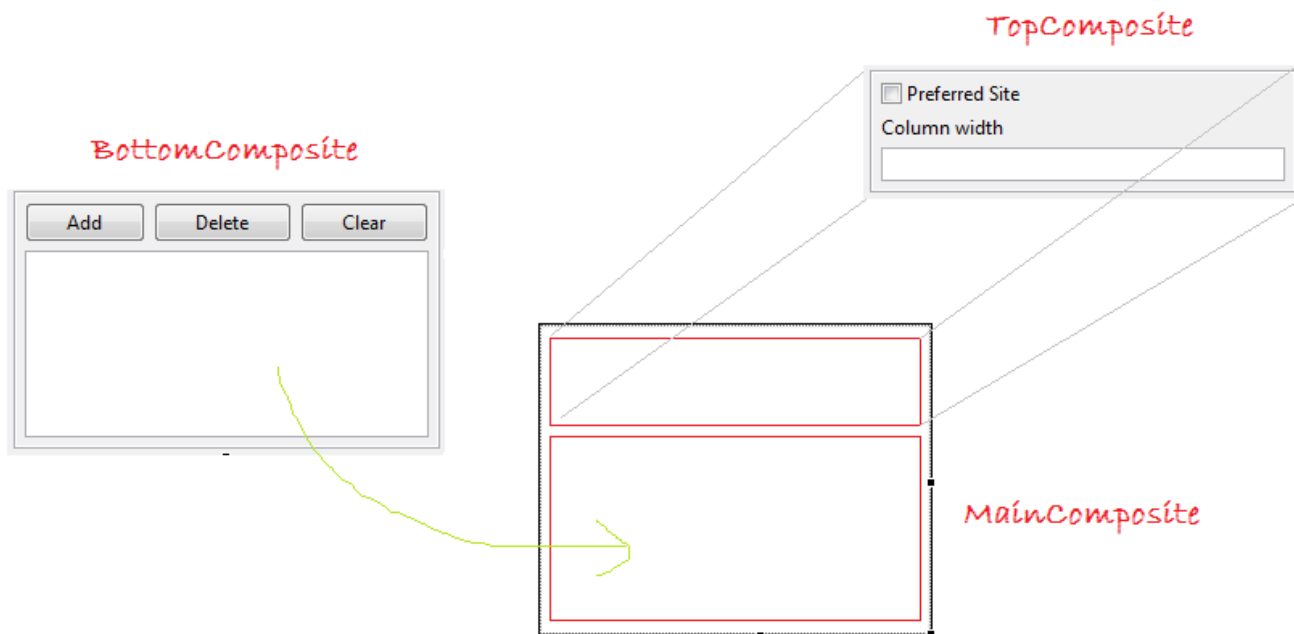 TopComposite
Preferred Site
Column width
BottomComposite
Add Delete Clear
MainComposite